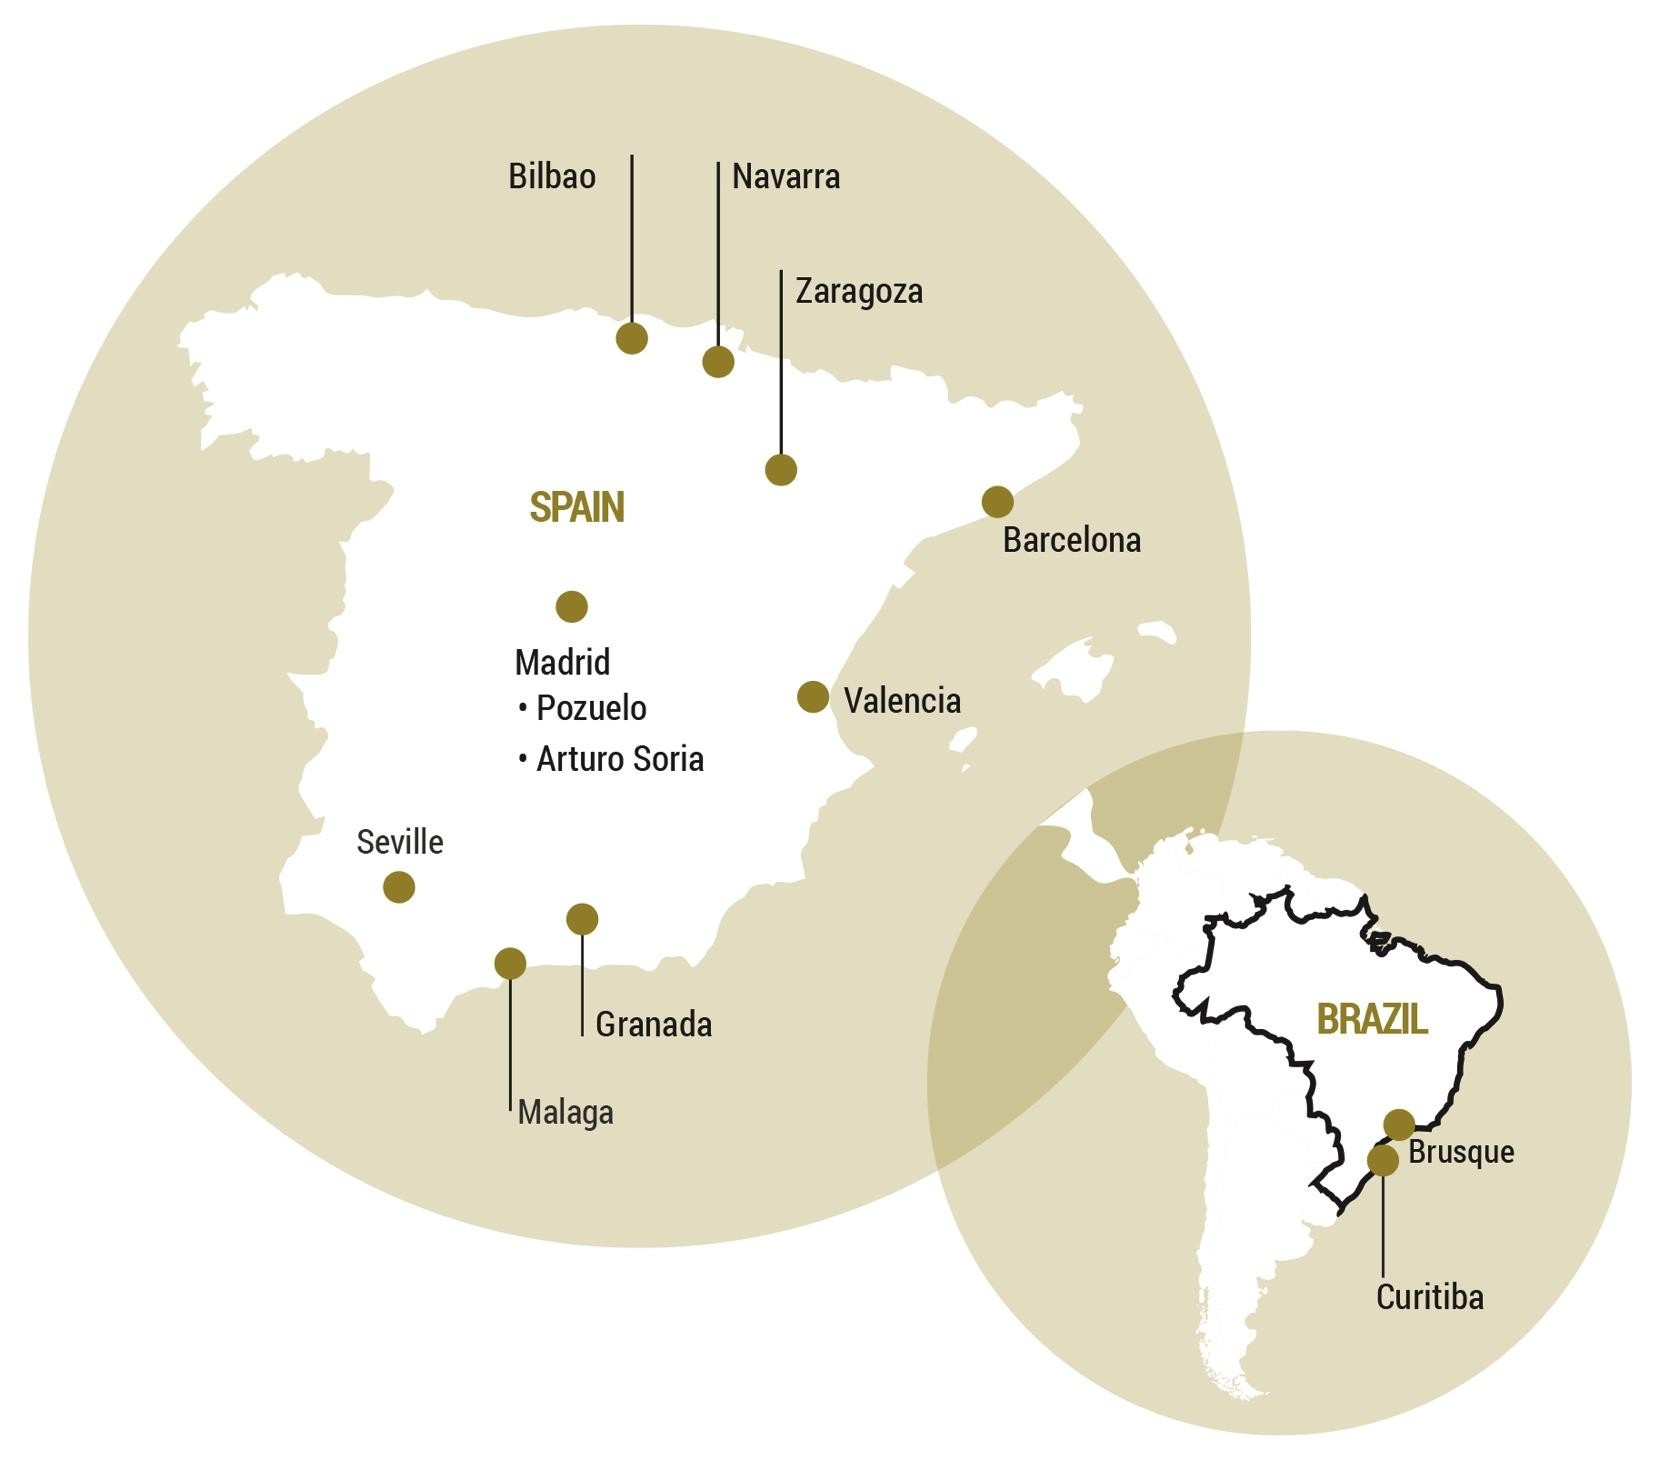 Bilbao
Navarra
Zaragoza
SPAIN
Barcelona
Madrid
• Pozuelo
• Arturo Soria
Valencia
Seville
Granada
Malaga
BRAZIL
Brusque
Curitiba